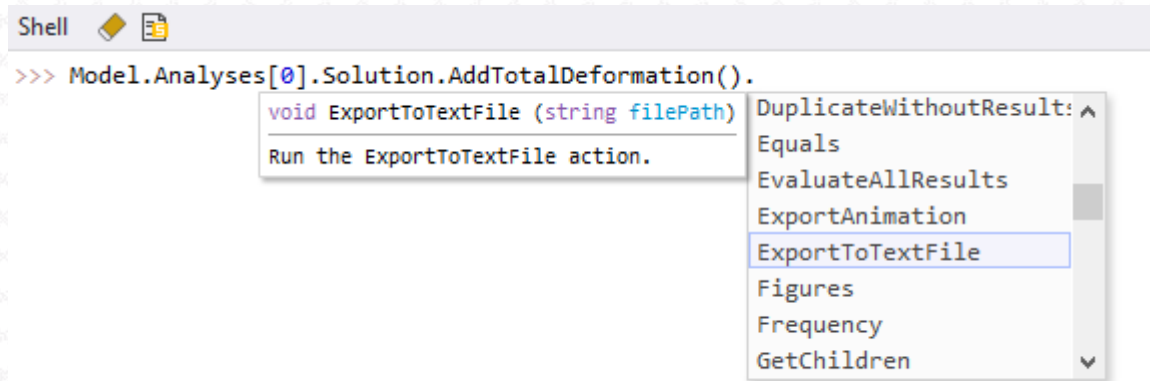 Shell
>>> Model.Analyses[0].Solution.AddTotalDeformation().
void ExportToTextFile (string filePath)
Run the ExportToTextFile action.
DuplicateWithoutResults
Equals
EvaluateAllResults
ExportAnimation
ExportToTextFile
Figures
Frequency
GetChildren